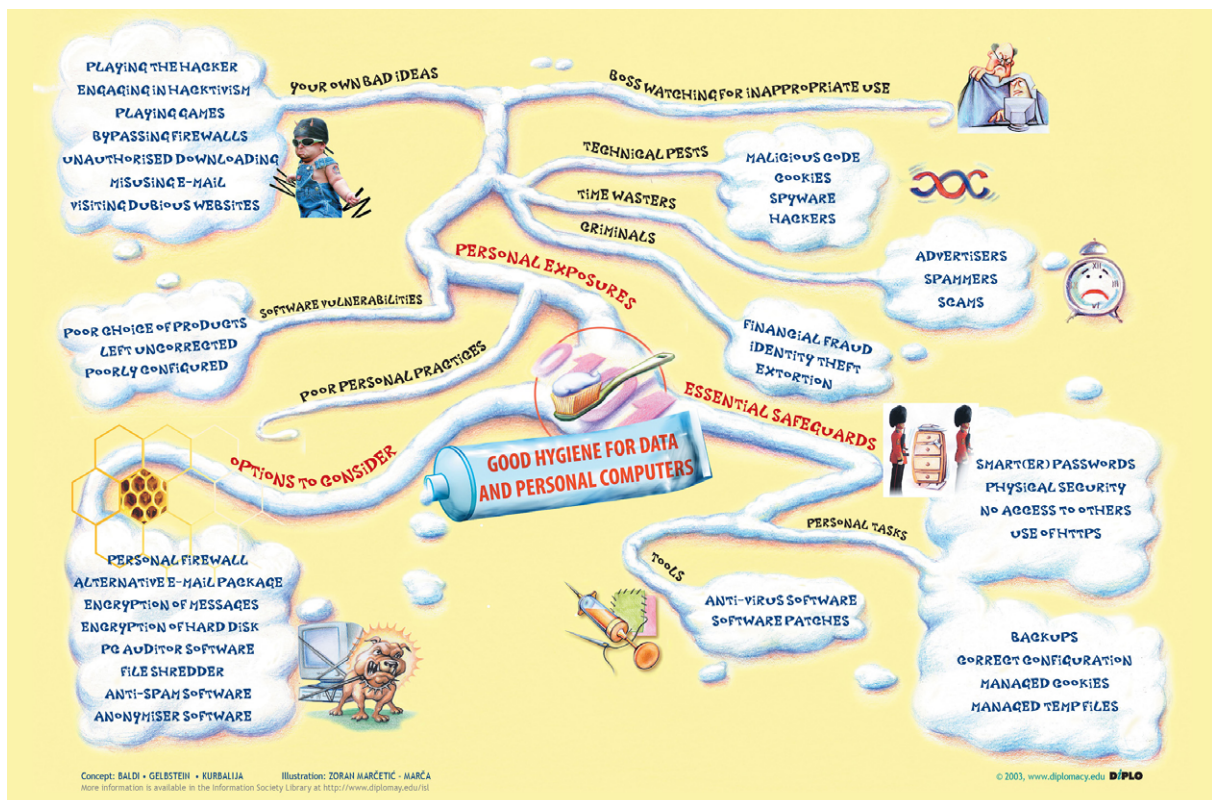 YOUR OWN BAD IDEAS
PLAYING THE HACKER
ENGAGING IN HACKTIVISM
PLAYING GAMES
BYPASSING FIREWALLS
UNAUTHORISED DOWNLOADING
MISUSING E-MAIL
VISITING DUBIOUS WEBSITES
BOSS WATCHING FOR INAPPROPRIATE USE
TECHNICAL PESTS
MALICIOUS CODE
COOKIES
SPYWARE
HACKERS
TIME WASTERS
ADVERTISERS
SPAMMERS
SCAMS
XII
III
VI
CRIMINALS
FINANCIAL FRAUD
IDENTITY THEFT
EXTORTION
PERSONAL EXPOSURES
SOFTWARE VULNERABILITIES
POOR CHOICE OF PRODUCTS
LEFT UNCORRECTED
POORLY CONFIGURED
POOR PERSONAL PRACTICES
GOOD HYGIENE FOR DATA
AND PERSONAL COMPUTERS
ESSENTIAL SAFEGUARDS
PERSONAL TASKS
SMART(ER) PASSWORDS
PHYSICAL SECURITY
NO ACCESS TO OTHERS
USE OF HTTPS
BACKUPS
CORRECT CONFIGURATION
MANAGED COOKIES
MANAGED TEMP FILES
TOOLS
ANTI-VIRUS SOFTWARE
SOFTWARE PATCHES
OPTIONS TO CONSIDER
PERSONAL FIREWALL
ALTERNATIVE E-MAIL PACKAGE
ENCRYPTION OF MESSAGES
ENCRYPTION OF HARD DISK
PC AUDITOR SOFTWARE
FILE SHREDDER
ANTI-SPAM SOFTWARE
ANONYMISER SOFTWARE
Concept: BALDI • GELBSTEIN • KURBALIJA Illustration: ZORAN MARČETIĆ - MARČA
More information is available in the Information Society Library at http://www.diplomay.edu/isl
© 2003, www.diplomacy.edu DiPLO